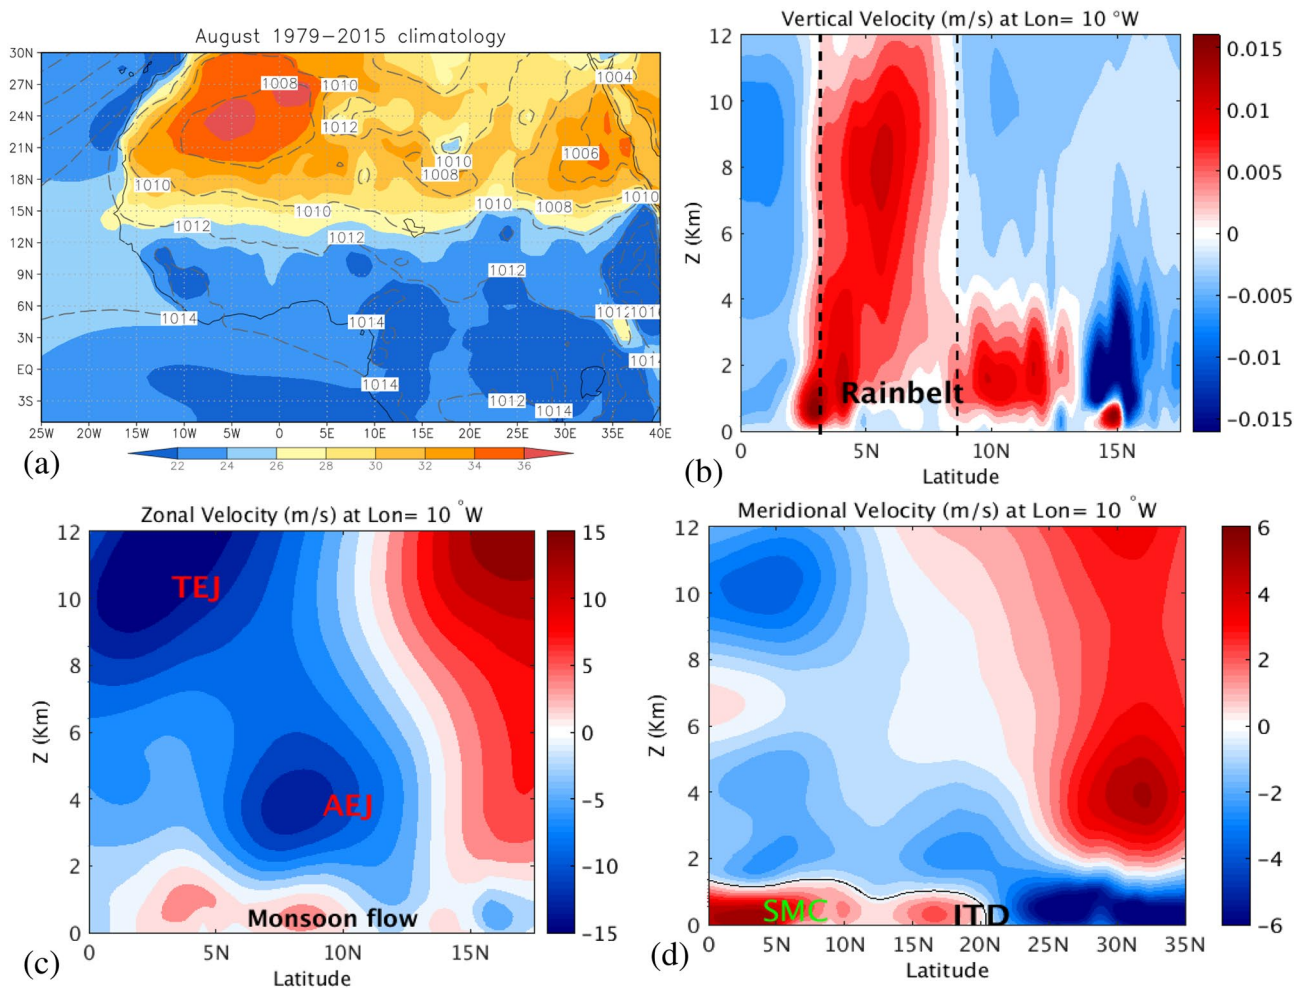 August 1979-2015 climatology
30N
27N
24N
21N
18N
15N
12N
9N
6N
3N
EQ
3S
1008
1010
1004
1012
1010
1006
1008
1010
1010
1010
1008
1010
1012
1012
1012
1014
1014
1012
1014
1014
1012
1014
25W 20W 15W 10W 5W 0 5E 10E 15E 20E 25E 30E 35E 40E
22 24 26 28 30 32 34 36
(a)
Vertical Velocity (m/s) at Lon= 10 °W
12
10
8
6
4
2
0
Z (Km)
Rainbelt
0 5N 10N 15N
Latitude
0.015
0.01
0.005
0
-0.005
-0.01
-0.015
(b)
Zonal Velocity (m/s) at Lon= 10 °W
12
10
8
6
4
2
0
Z (Km)
TEJ
AEJ
Monsoon flow
0 5N 10N 15N
Latitude
15
10
5
0
-5
-10
-15
(c)
Meridional Velocity (m/s) at Lon= 10 °W
12
10
8
6
4
2
0
Z (Km)
SMC
ITD
0 5N 10N 15N 20N 25N 30N 35N
Latitude
6
4
2
0
-2
-4
-6
(d)